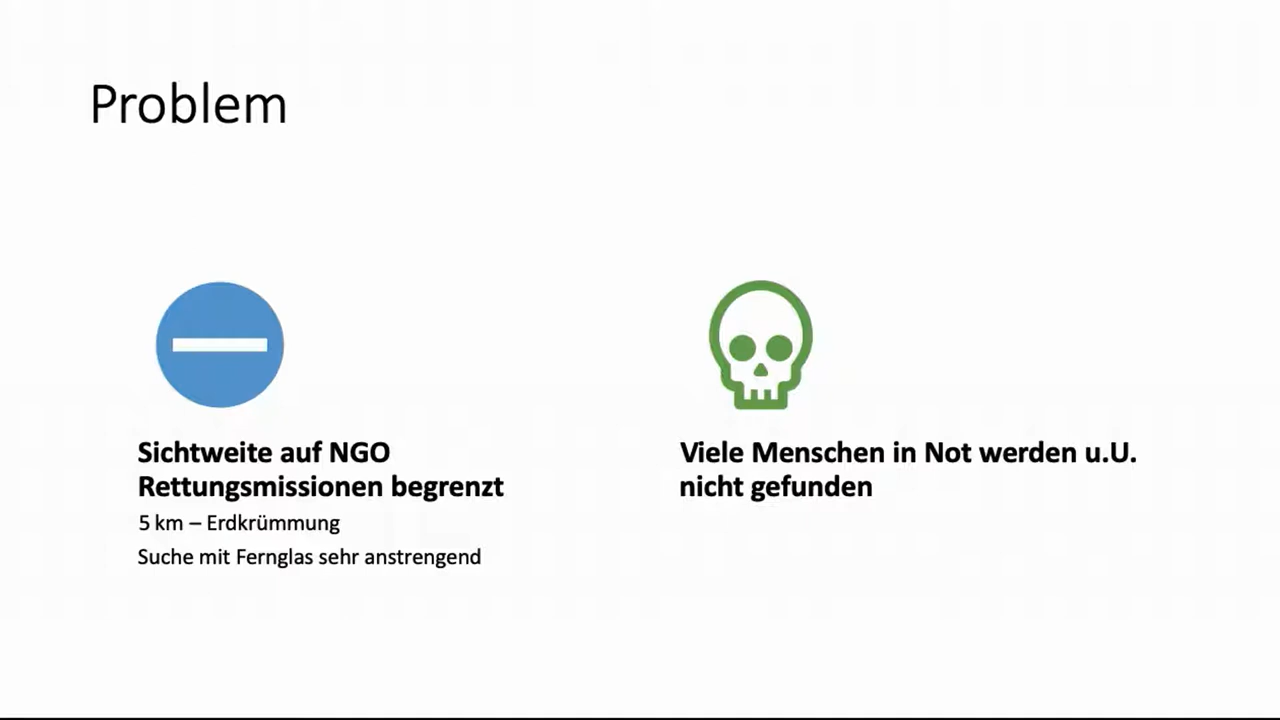 Problem
Sichtweite auf NGO
Rettungsmissionen begrenzt
5 km – Erdkrümmung
Suche mit Fernglas sehr anstrengend
Viele Menschen in Not werden u.U.
nicht gefunden